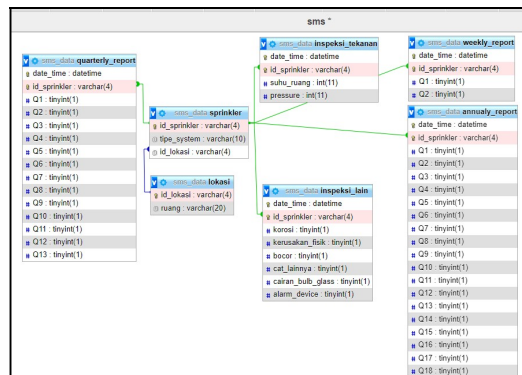 sms
sms_data quarterly_report
date_time : datetime
id_sprinkler : varchar(4)
Q1 : tinyint(1)
Q2 : tinyint(1)
Q3 : tinyint(1)
Q4 : tinyint(1)
Q5 : tinyint(1)
Q6 : tinyint(1)
Q7 : tinyint(1)
Q8 : tinyint(1)
Q9 : tinyint(1)
Q10 : tinyint(1)
Q11 : tinyint(1)
Q12 : tinyint(1)
Q13 : tinyint(1)
sms_data sprinkler
id_sprinkler : varchar(4)
tipe_system : varchar(10)
id_lokasi : varchar(4)
sms_data lokasi
id_lokasi : varchar(4)
ruang : varchar(20)
sms_data inspeksi_tekanan
date_time : datetime
id_sprinkler : varchar(4)
suhu_ruang : int(11)
pressure : int(11)
sms_data inspeksi_lain
date_time : datetime
id_sprinkler : varchar(4)
korosi : tinyint(1)
kerusakan_fisik : tinyint(1)
bocor : tinyint(1)
cat_lainnya : tinyint(1)
cairan_bulb_glass : tinyint(1)
alarm_device : tinyint(1)
sms_data weekly_report
date_time : datetime
id_sprinkler : varchar(4)
Q1 : tinyint(1)
Q2 : tinyint(1)
sms_data annualy_report
date_time : datetime
id_sprinkler : varchar(4)
Q1 : tinyint(1)
Q2 : tinyint(1)
Q3 : tinyint(1)
Q4 : tinyint(1)
Q5 : tinyint(1)
Q6 : tinyint(1)
Q7 : tinyint(1)
Q8 : tinyint(1)
Q9 : tinyint(1)
Q10 : tinyint(1)
Q11 : tinyint(1)
Q12 : tinyint(1)
Q13 : tinyint(1)
Q14 : tinyint(1)
Q15 : tinyint(1)
Q16 : tinyint(1)
Q17 : tinyint(1)
Q18 : tinyint(1)